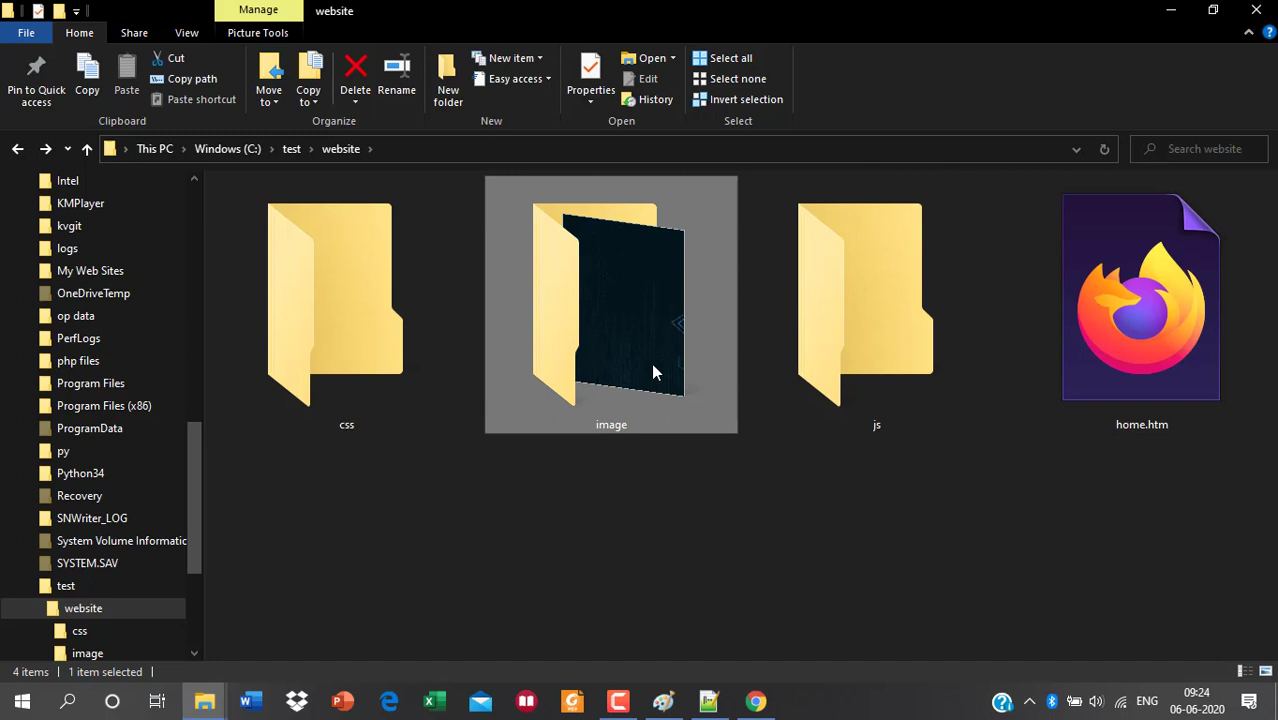 Manage
website
File
Home
Share
View
Picture Tools
Pin to Quick access
Copy
Paste
Cut
Copy path
Paste shortcut
Clipboard
Move to
Copy to
Delete
Rename
Organize
New folder
New item
Easy access
New
Properties
Open
Edit
History
Open
Select all
Select none
Invert selection
Select
This PC
Windows (C:)
test
website
Search website
Intel
KMPlayer
kvgit
logs
My Web Sites
OneDriveTemp
op data
PerfLogs
php files
Program Files
Program Files (x86)
ProgramData
py
Python34
Recovery
SNWriter_LOG
System Volume Informatic
SYSTEM.SAV
test
website
css
image
css
image
js
home.htm
4 items
1 item selected
ENG
09:24
06-06-2020